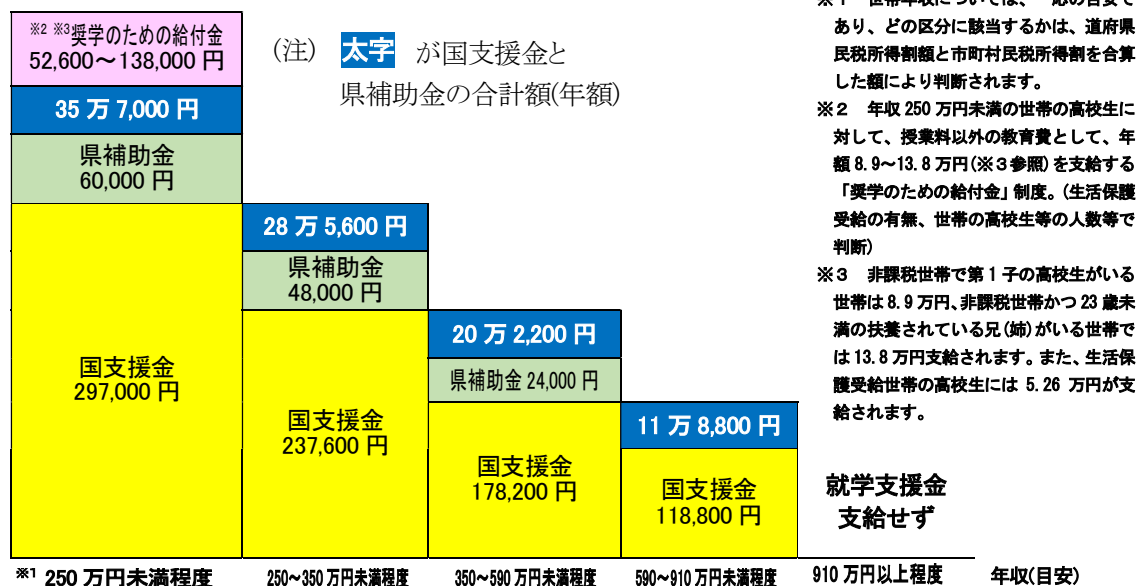 ※2 ※3奨学のための給付金
52,600～138,000 円
35 万 7,000 円
県補助金
60,000 円
国支援金
297,000 円
※1 250 万円未満程度
(注) 太字 が国支援金と
県補助金の合計額(年額)
28 万 5,600 円
県補助金
48,000 円
国支援金
237,600 円
250～350 万円未満程度
20 万 2,200 円
県補助金 24,000 円
国支援金
178,200 円
350～590 万円未満程度
11 万 8,800 円
国支援金
118,800 円
590～910 万円未満程度
就学支援金
支給せず
910 万円以上程度
年収(目安)
※１ 世帯年収については、一応の目安で
あり、どの区分に該当するかは、道府県
民税所得割額と市町村民税所得割を合算
した額により判断されます。
※２ 年収 250 万円未満の世帯の高校生に
対して、授業料以外の教育費として、年
額 8.9～13.8 万円(※３参照)を支給する
「奨学のための給付金」制度。(生活保護
受給の有無、世帯の高校生等の人数等で
判断)
※３ 非課税世帯で第１子の高校生がいる
世帯は 8.9 万円、非課税世帯かつ 23 歳未
満の扶養されている兄(姉)がいる世帯で
は 13.8 万円支給されます。また、生活保
護受給世帯の高校生には 5.26 万円が支
給されます。